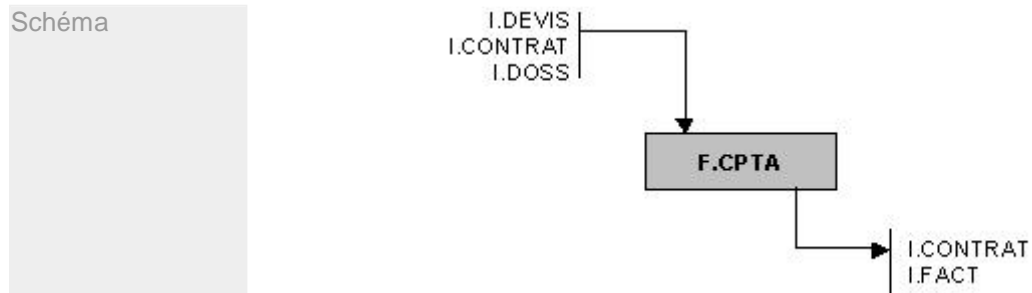 Schéma
I.DEVIS
I.CONTRAT
I.DOSS
F.CPTA
I.CONTRAT
I.FACT